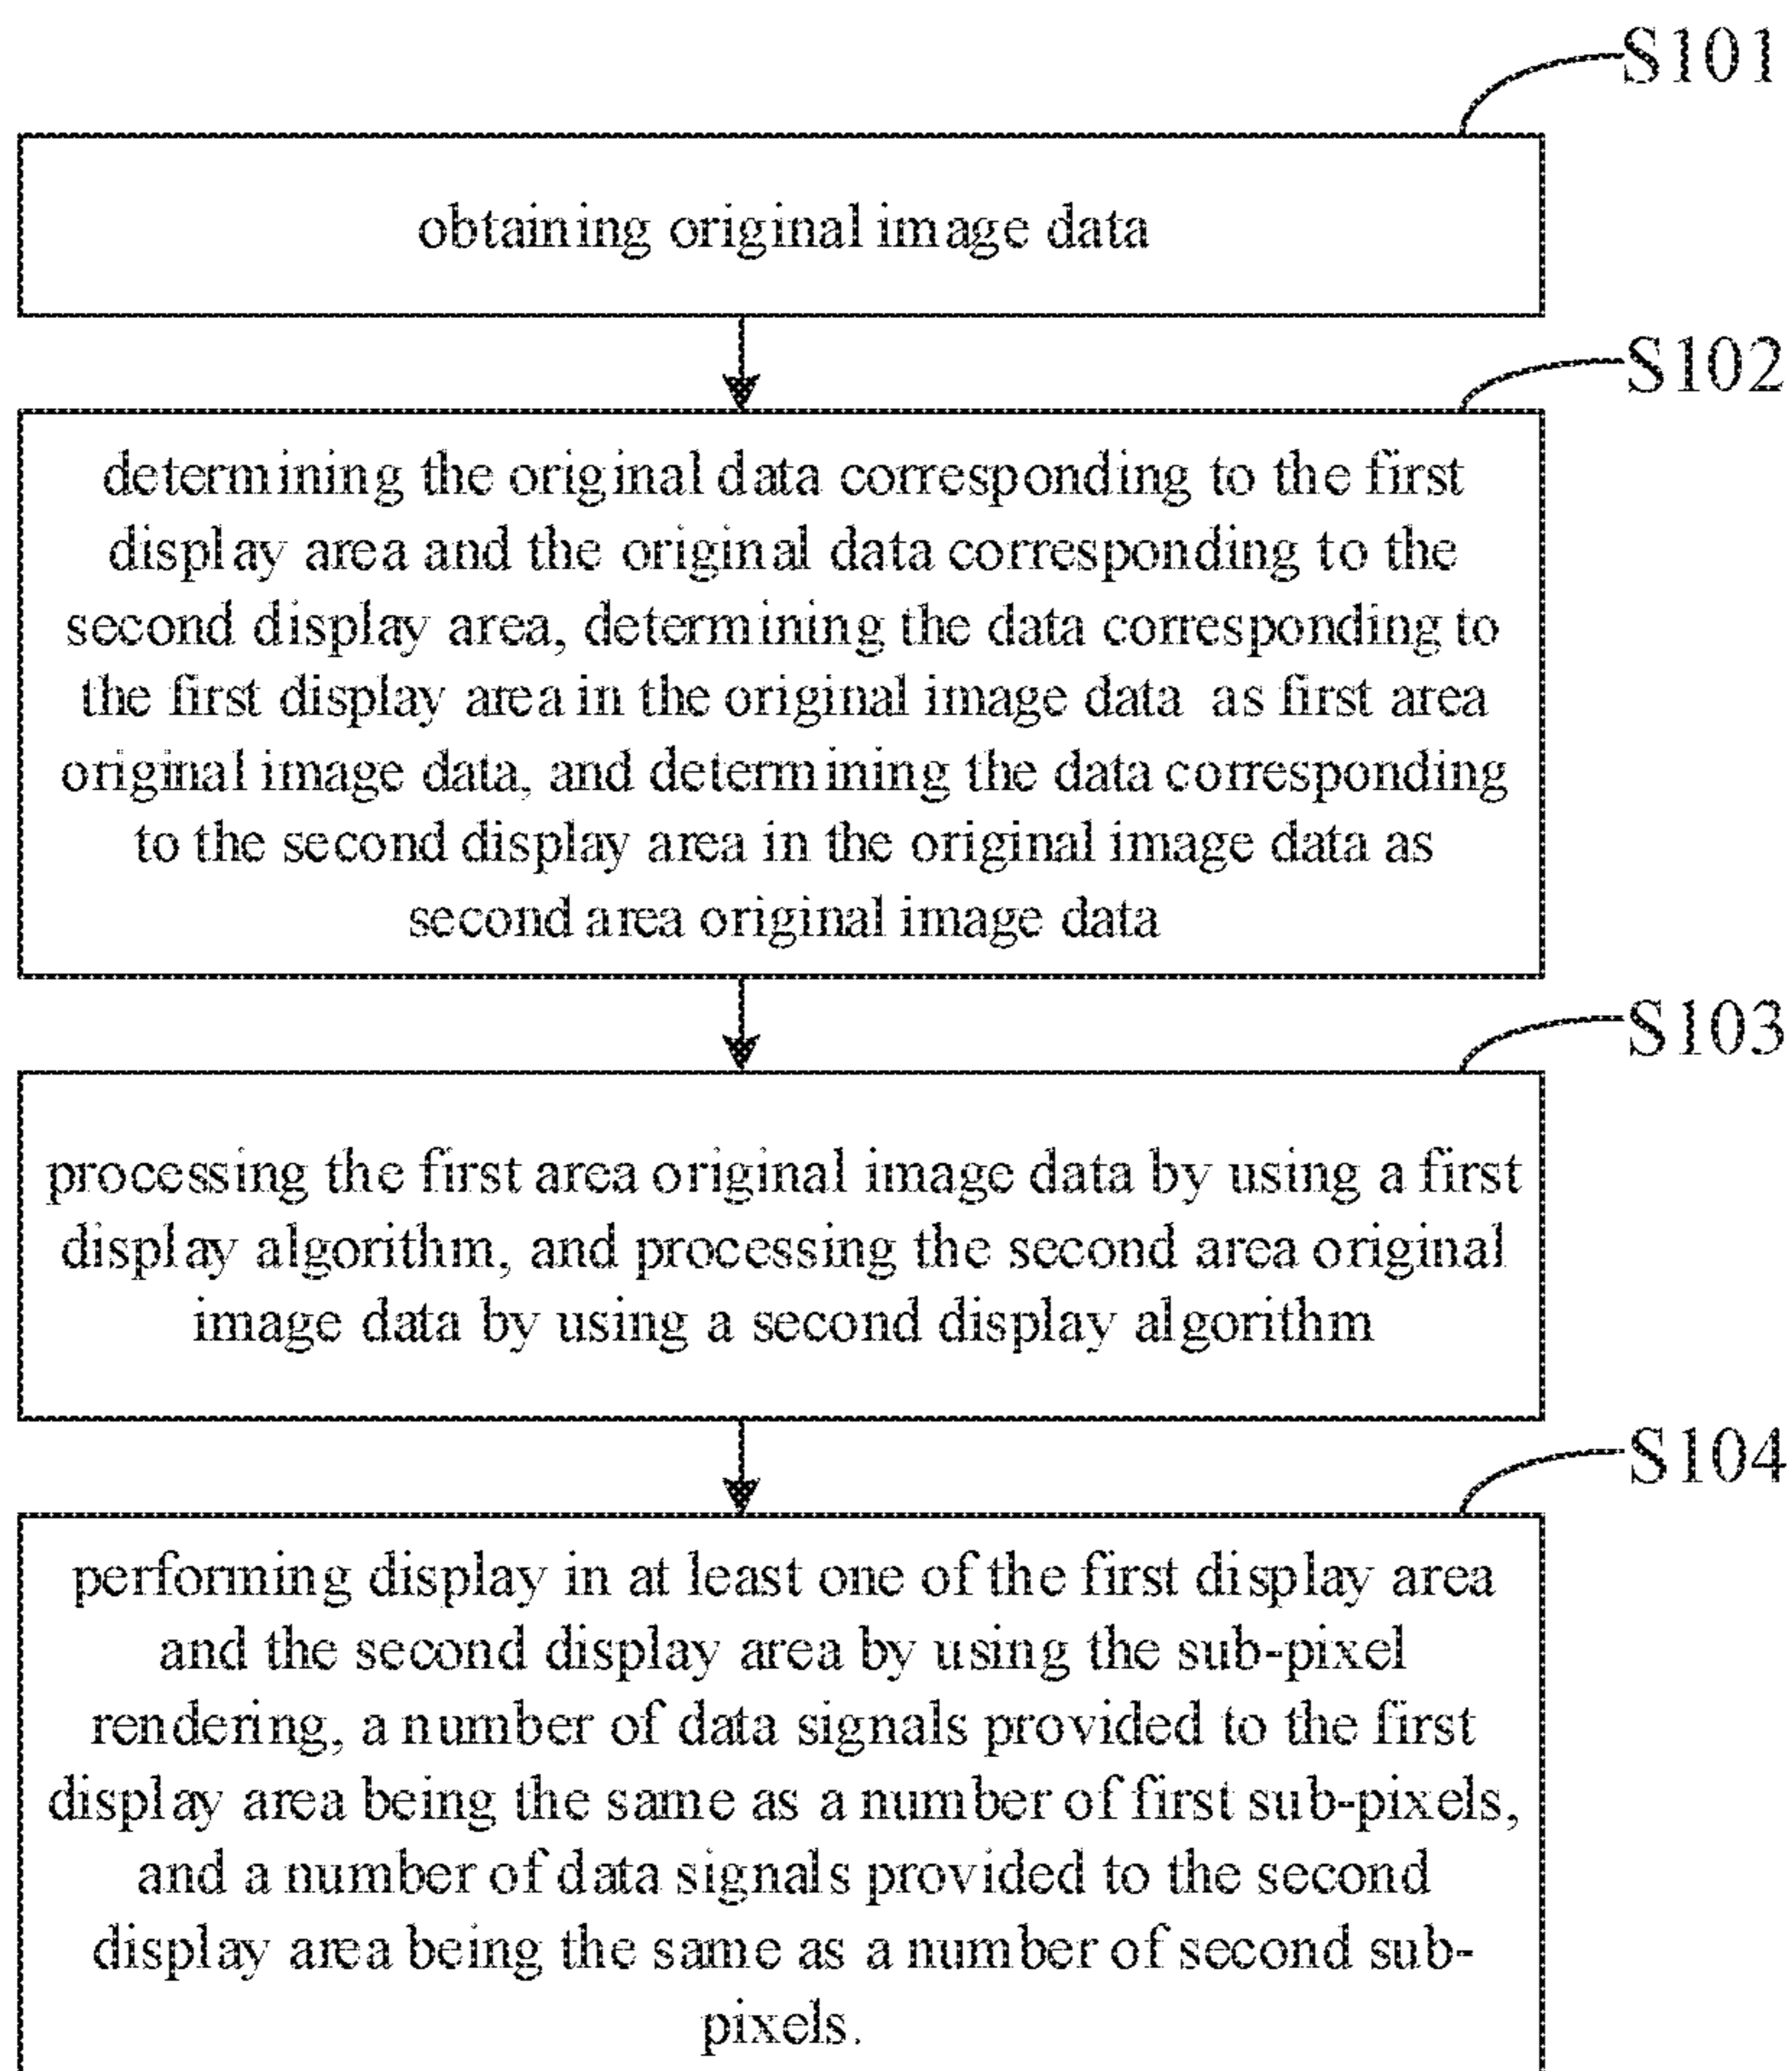 S101
obtaining original image data
S102
determining the original data corresponding to the first
display area and the original data corresponding to the
second display area, determining the data corresponding to
the first display area in the original image data as first area
original image data, and determining the data corresponding
to the second display area in the original image data as
second area original image data
S103
processing the first area original image data by using a first
display algorithm, and processing the second area original
image data by using a second display algorithm
S104
performing display in at least one of the first display area
and the second display area by using the sub-pixel
rendering, a number of data signals provided to the first
display area being the same as a number of first sub-pixels,
and a number of data signals provided to the second
display area being the same as a number of second sub-
pixels.